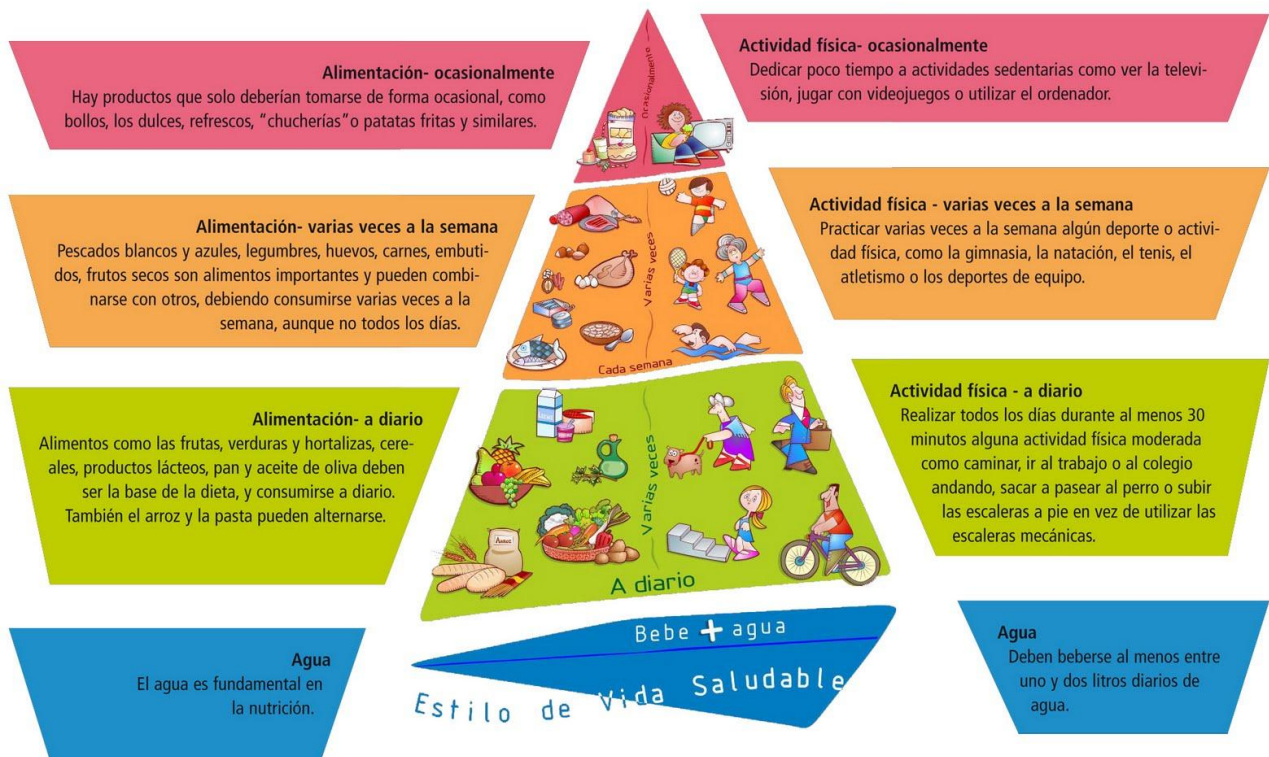 Alimentación- ocasionalmente
Hay productos que solo deberían tomarse de forma ocasional, como
bollos, los dulces, refrescos, "chucherías"o patatas fritas y similares.
Actividad física- ocasionalmente
Dedicar poco tiempo a actividades sedentarias como ver la televi-
sión, jugar con videojuegos o utilizar el ordenador.
Ocasionalmente
Alimentación- varias veces a la semana
Pescados blancos y azules, legumbres, huevos, carnes, embuti-
dos, frutos secos son alimentos importantes y pueden combi-
narse con otros, debiendo consumirse varias veces a la
semana, aunque no todos los días.
Varias veces
Cada semana
Actividad física - varias veces a la semana
Practicar varias veces a la semana algún deporte o activi-
dad física, como la gimnasia, la natación, el tenis, el
atletismo o los deportes de equipo.
Alimentación- a diario
Alimentos como las frutas, verduras y hortalizas, cere-
ales, productos lácteos, pan y aceite de oliva deben
ser la base de la dieta, y consumirse a diario.
También el arroz y la pasta pueden alternarse.
Varias veces
Arroz
A diario
Actividad física - a diario
Realizar todos los días durante al menos 30
minutos alguna actividad física moderada
como caminar, ir al trabajo o al colegio
andando, sacar a pasear al perro o subir
las escaleras a pie en vez de utilizar las
escaleras mecánicas.
Agua
El agua es fundamental en
la nutrición.
Bebe + agua
Estilo de Vida Saludable
Agua
Deben beberse al menos entre
uno y dos litros diarios de
agua.